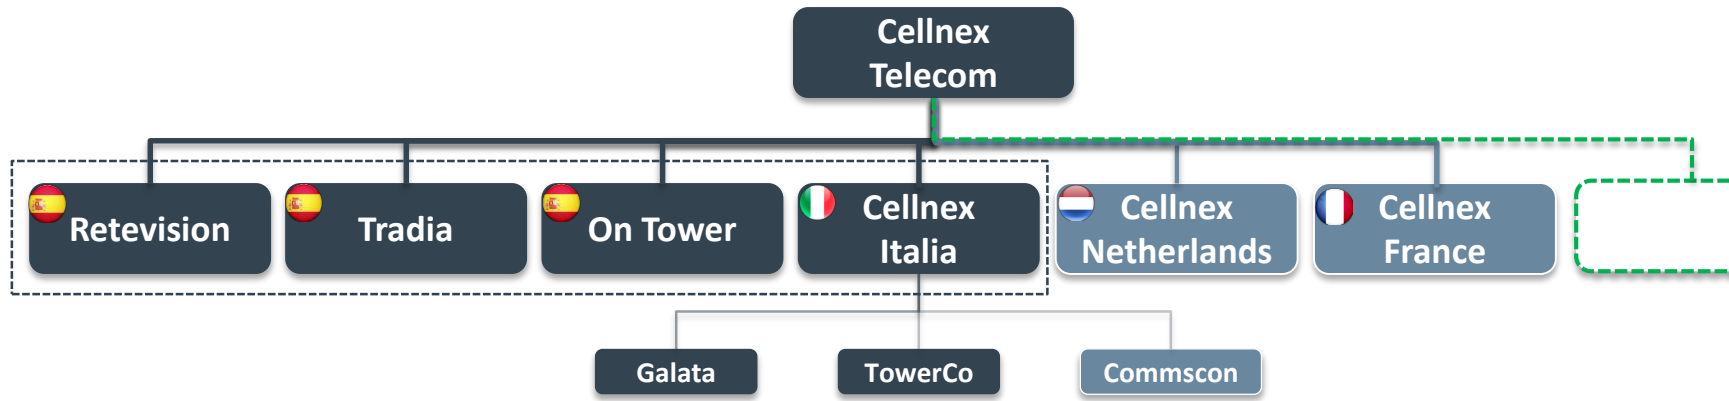 Cellnex
Telecom
Retevision
Tradia
On Tower
Cellnex
Italia
Cellnex
Netherlands
Cellnex
France
Galata
TowerCo
Commscon